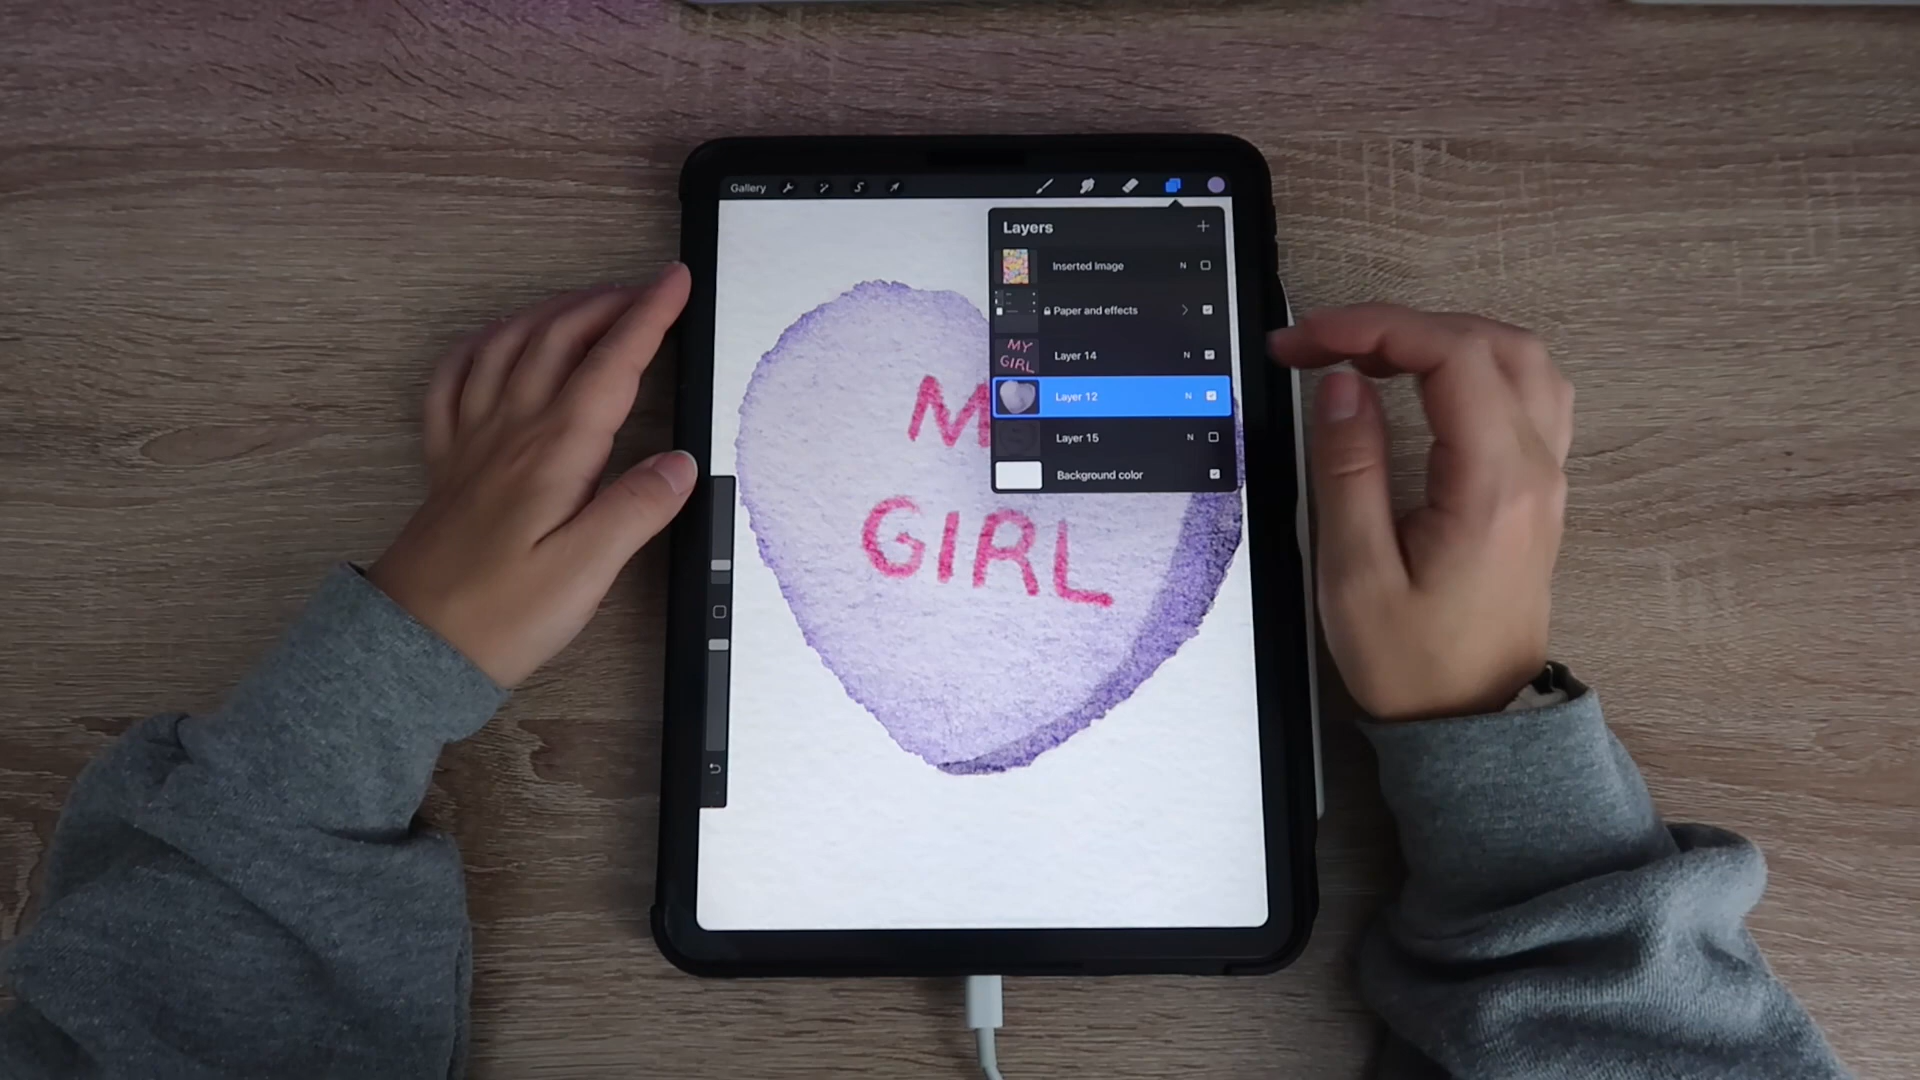 Gallery
Layers
Inserted Image N
Paper and effects
MY
GIRL
Layer 14 N
Layer 12 N
Layer 15 N
Background color
M
GIRL